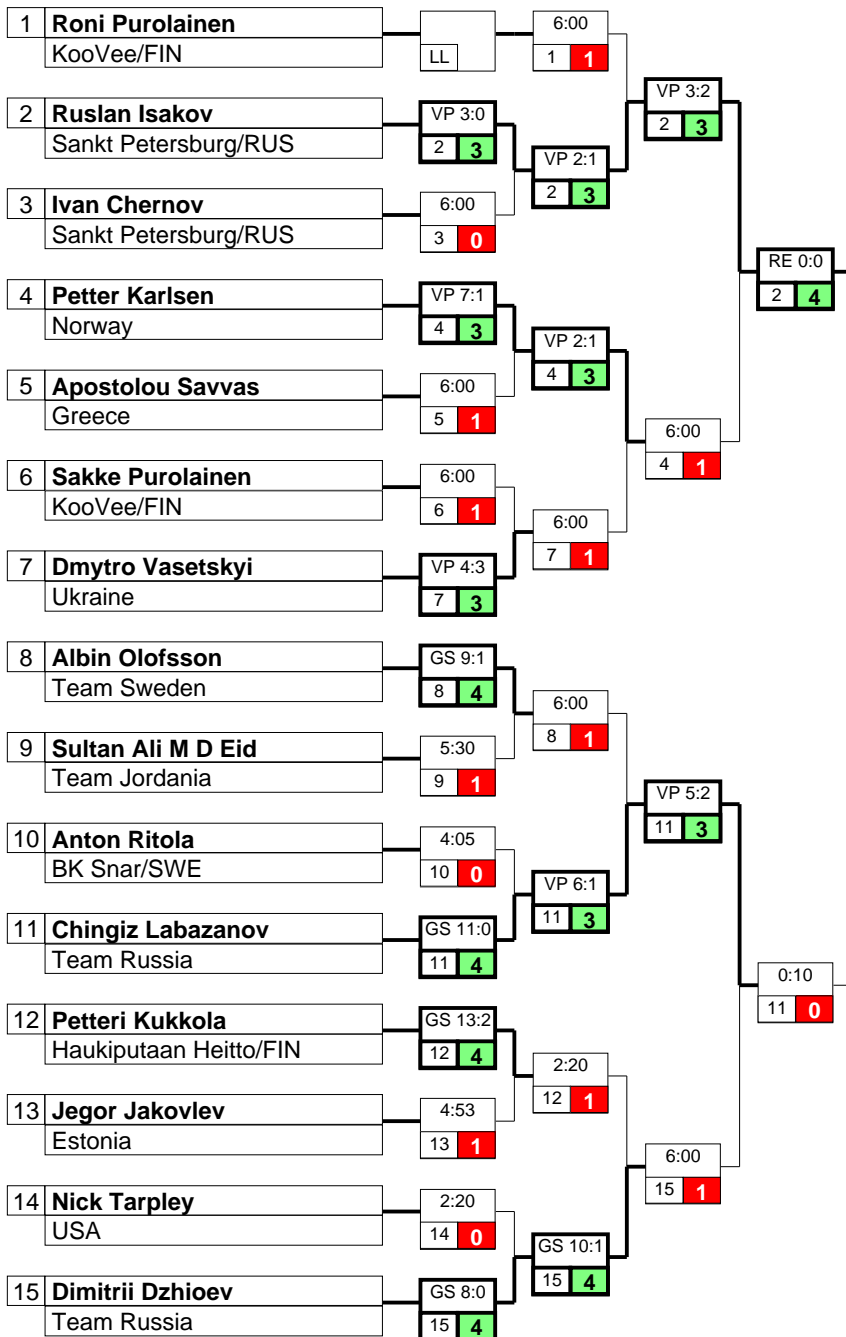 1 Roni Purolainen
KooVee/FIN
LL
6:00
1 1
2 Ruslan Isakov
Sankt Petersburg/RUS
VP 3:0
2 3
VP 2:1
2 3
VP 3:2
2 3
3 Ivan Chernov
Sankt Petersburg/RUS
6:00
3 0
RE 0:0
2 4
4 Petter Karlsen
Norway
VP 7:1
4 3
VP 2:1
4 3
5 Apostolou Savvas
Greece
6:00
5 1
6:00
4 1
6 Sakke Purolainen
KooVee/FIN
6:00
6 1
6:00
7 1
7 Dmytro Vasetskyi
Ukraine
VP 4:3
7 3
8 Albin Olofsson
Team Sweden
GS 9:1
8 4
6:00
8 1
9 Sultan Ali M D Eid
Team Jordania
5:30
9 1
VP 5:2
11 3
10 Anton Ritola
BK Snar/SWE
4:05
10 0
VP 6:1
11 3
11 Chingiz Labazanov
Team Russia
GS 11:0
11 4
0:10
11 0
12 Petteri Kukkola
Haukiputaan Heitto/FIN
GS 13:2
12 4
2:20
12 1
13 Jegor Jakovlev
Estonia
4:53
13 1
6:00
15 1
14 Nick Tarpley
USA
2:20
14 0
GS 10:1
15 4
15 Dimitrii Dzhioev
Team Russia
GS 8:0
15 4